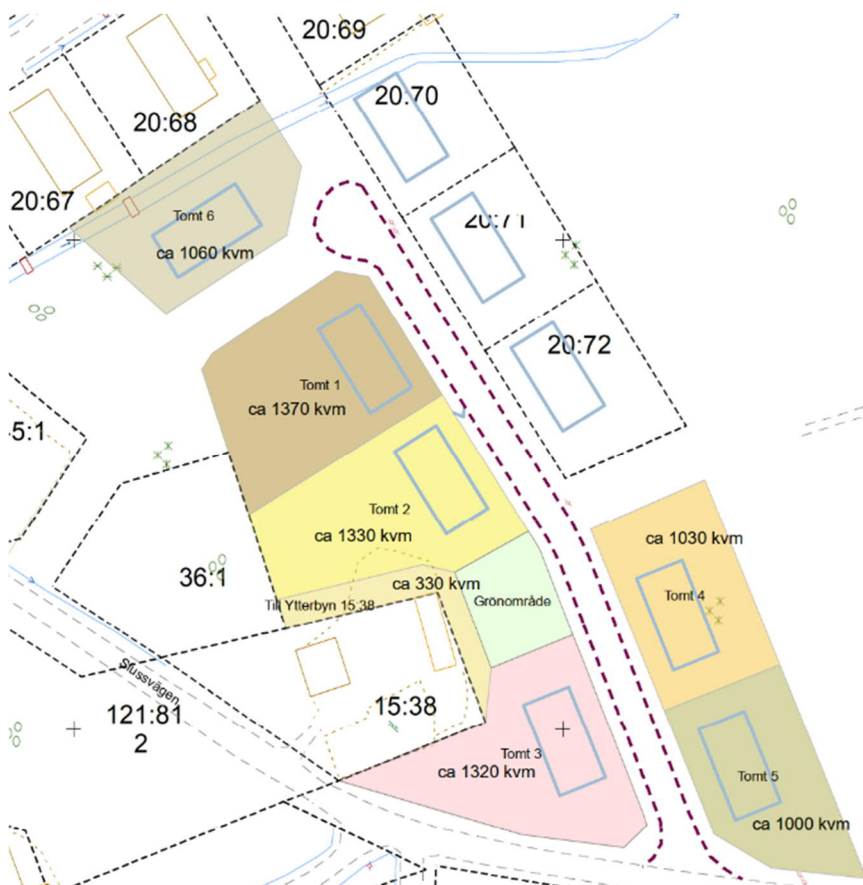 20:69
20:70
20:68
20:67
20:71
Tomt 6
ca 1060 kvm
20:72
Tomt 1
ca 1370 kvm
5:1
Tomt 2
ca 1330 kvm
ca 1030 kvm
36:1
ca 330 kvm
Till Ytterbyn 15:38
Grönområde
Tomt 4
Slussvägen
15:38
121:81
2
Tomt 3
ca 1320 kvm
Tomt 5
ca 1000 kvm